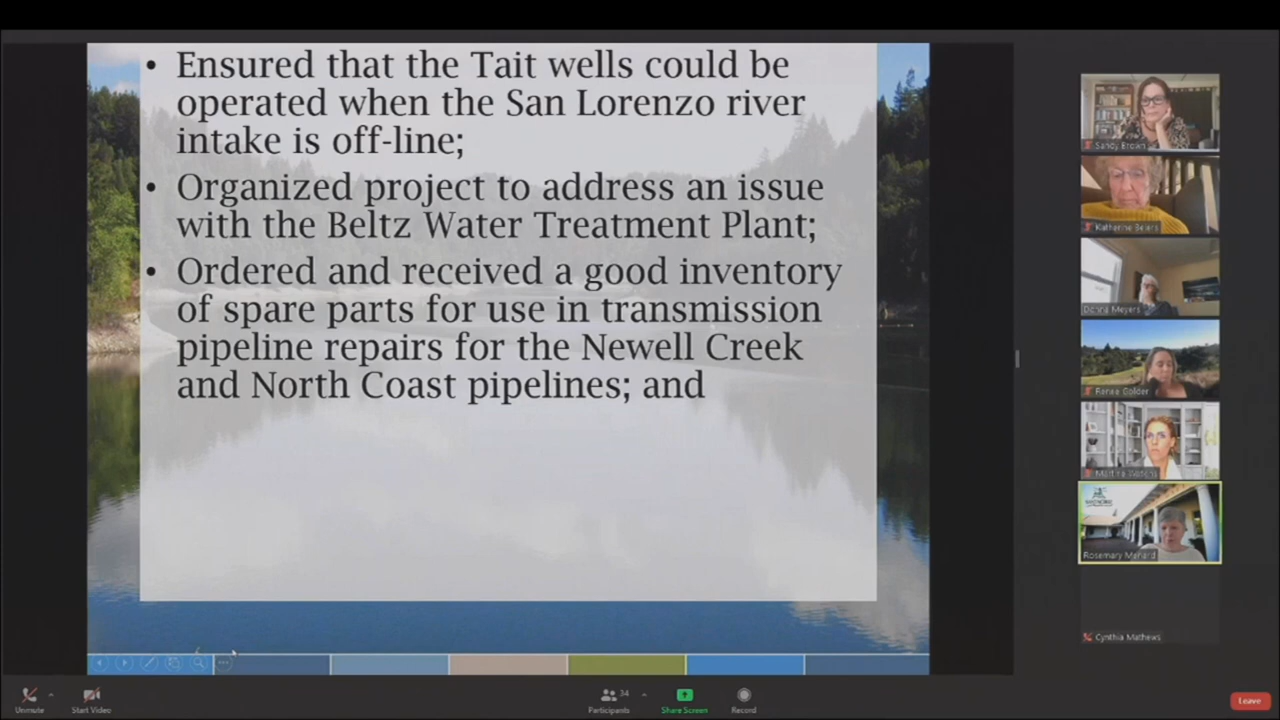 • Ensured that the Tait wells could be
operated when the San Lorenzo river
intake is off-line;
• Organized project to address an issue
with the Beltz Water Treatment Plant;
• Ordered and received a good inventory
of spare parts for use in transmission
pipeline repairs for the Newell Creek
and North Coast pipelines; and
Sandy Brown
Katherine Beiers
Donna Meyers
Renee Golder
Martine Watkins
Rosemary Menard
Cynthia Mathews
Unmute
Start Video
34
Participants
Share Screen
Record
Leave